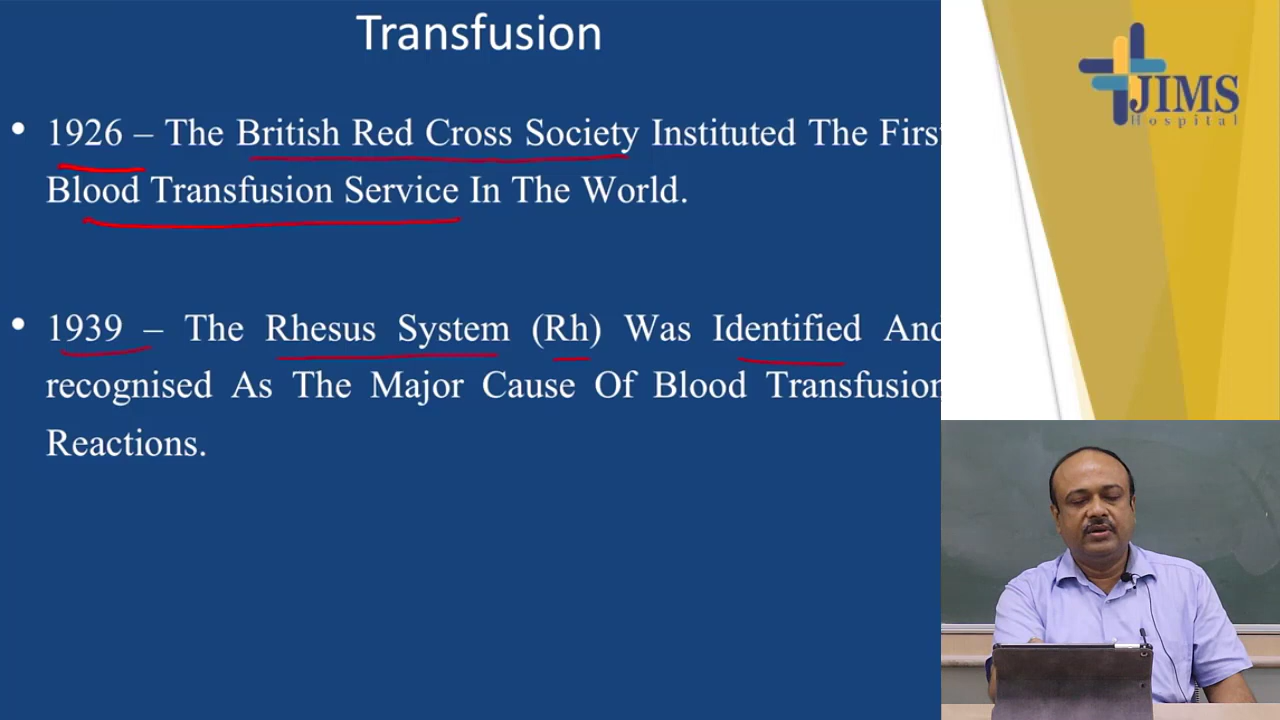 Transfusion
• 1926 – The British Red Cross Society Instituted The Firs
Blood Transfusion Service In The World.
• 1939 – The Rhesus System (Rh) Was Identified And
recognised As The Major Cause Of Blood Transfusion
Reactions.
JIMS
Hospital